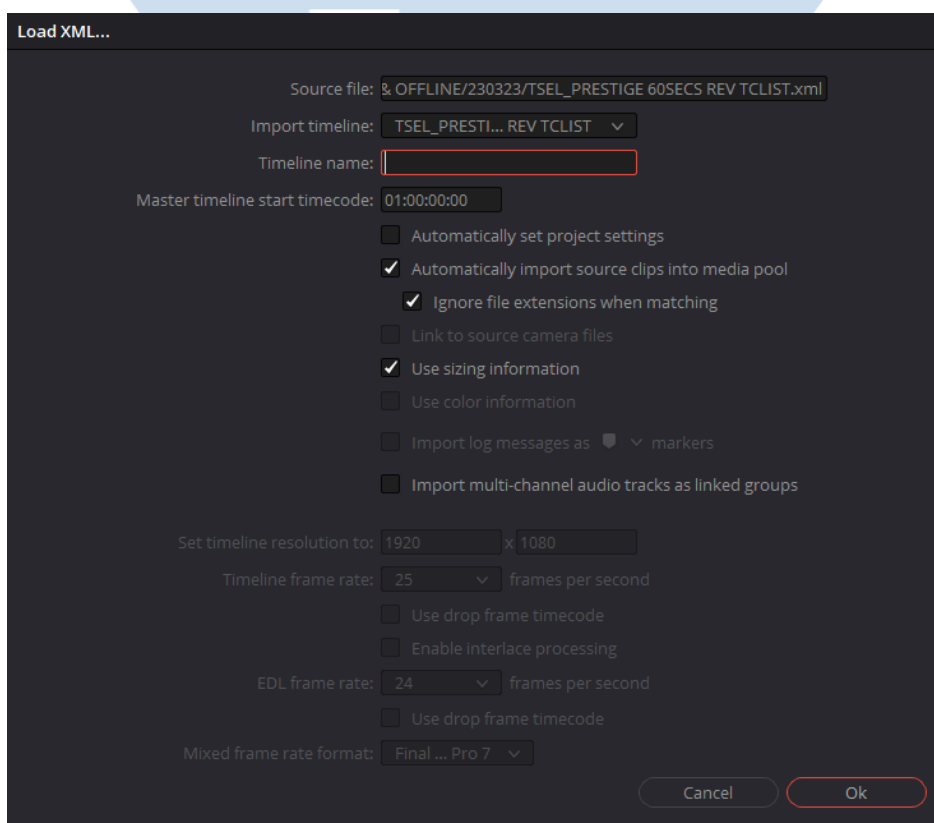 Load XML...
Source file: & OFFLINE/230323/TSEL_PRESTIGE 60SECS REV TCLIST.xml
Import timeline: TSEL_PRESTI... REV TCLIST
Timeline name:
Master timeline start timecode: 01:00:00:00
Automatically set project settings
Automatically import source clips into media pool
Ignore file extensions when matching
Link to source camera files
Use sizing information
Use color information
Import log messages as markers
Import multi-channel audio tracks as linked groups
Set timeline resolution to: 1920 x 1080
Timeline frame rate: 25 frames per second
Use drop frame timecode
Enable interlace processing
EDL frame rate: 24 frames per second
Use drop frame timecode
Mixed frame rate format: Final ... Pro 7
Cancel Ok